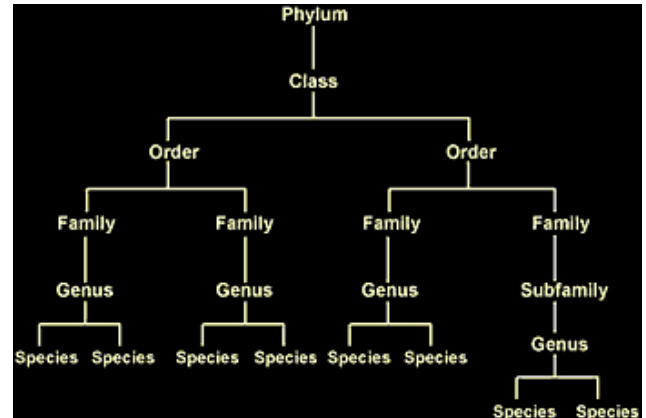 Phylum
Class
Order Order
Family Family Family Family
Genus Genus Genus Subfamily
Genus
Species Species Species Species Species Species
Species Species